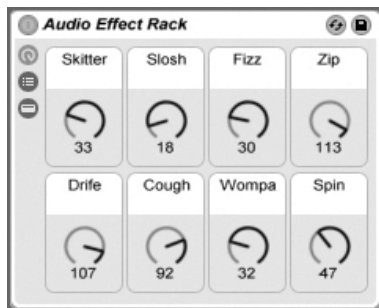 Audio Effect Rack
Skitter Slosh Fizz Zip
33 18 30 113
Drife Cough Wompa Spin
107 92 32 47